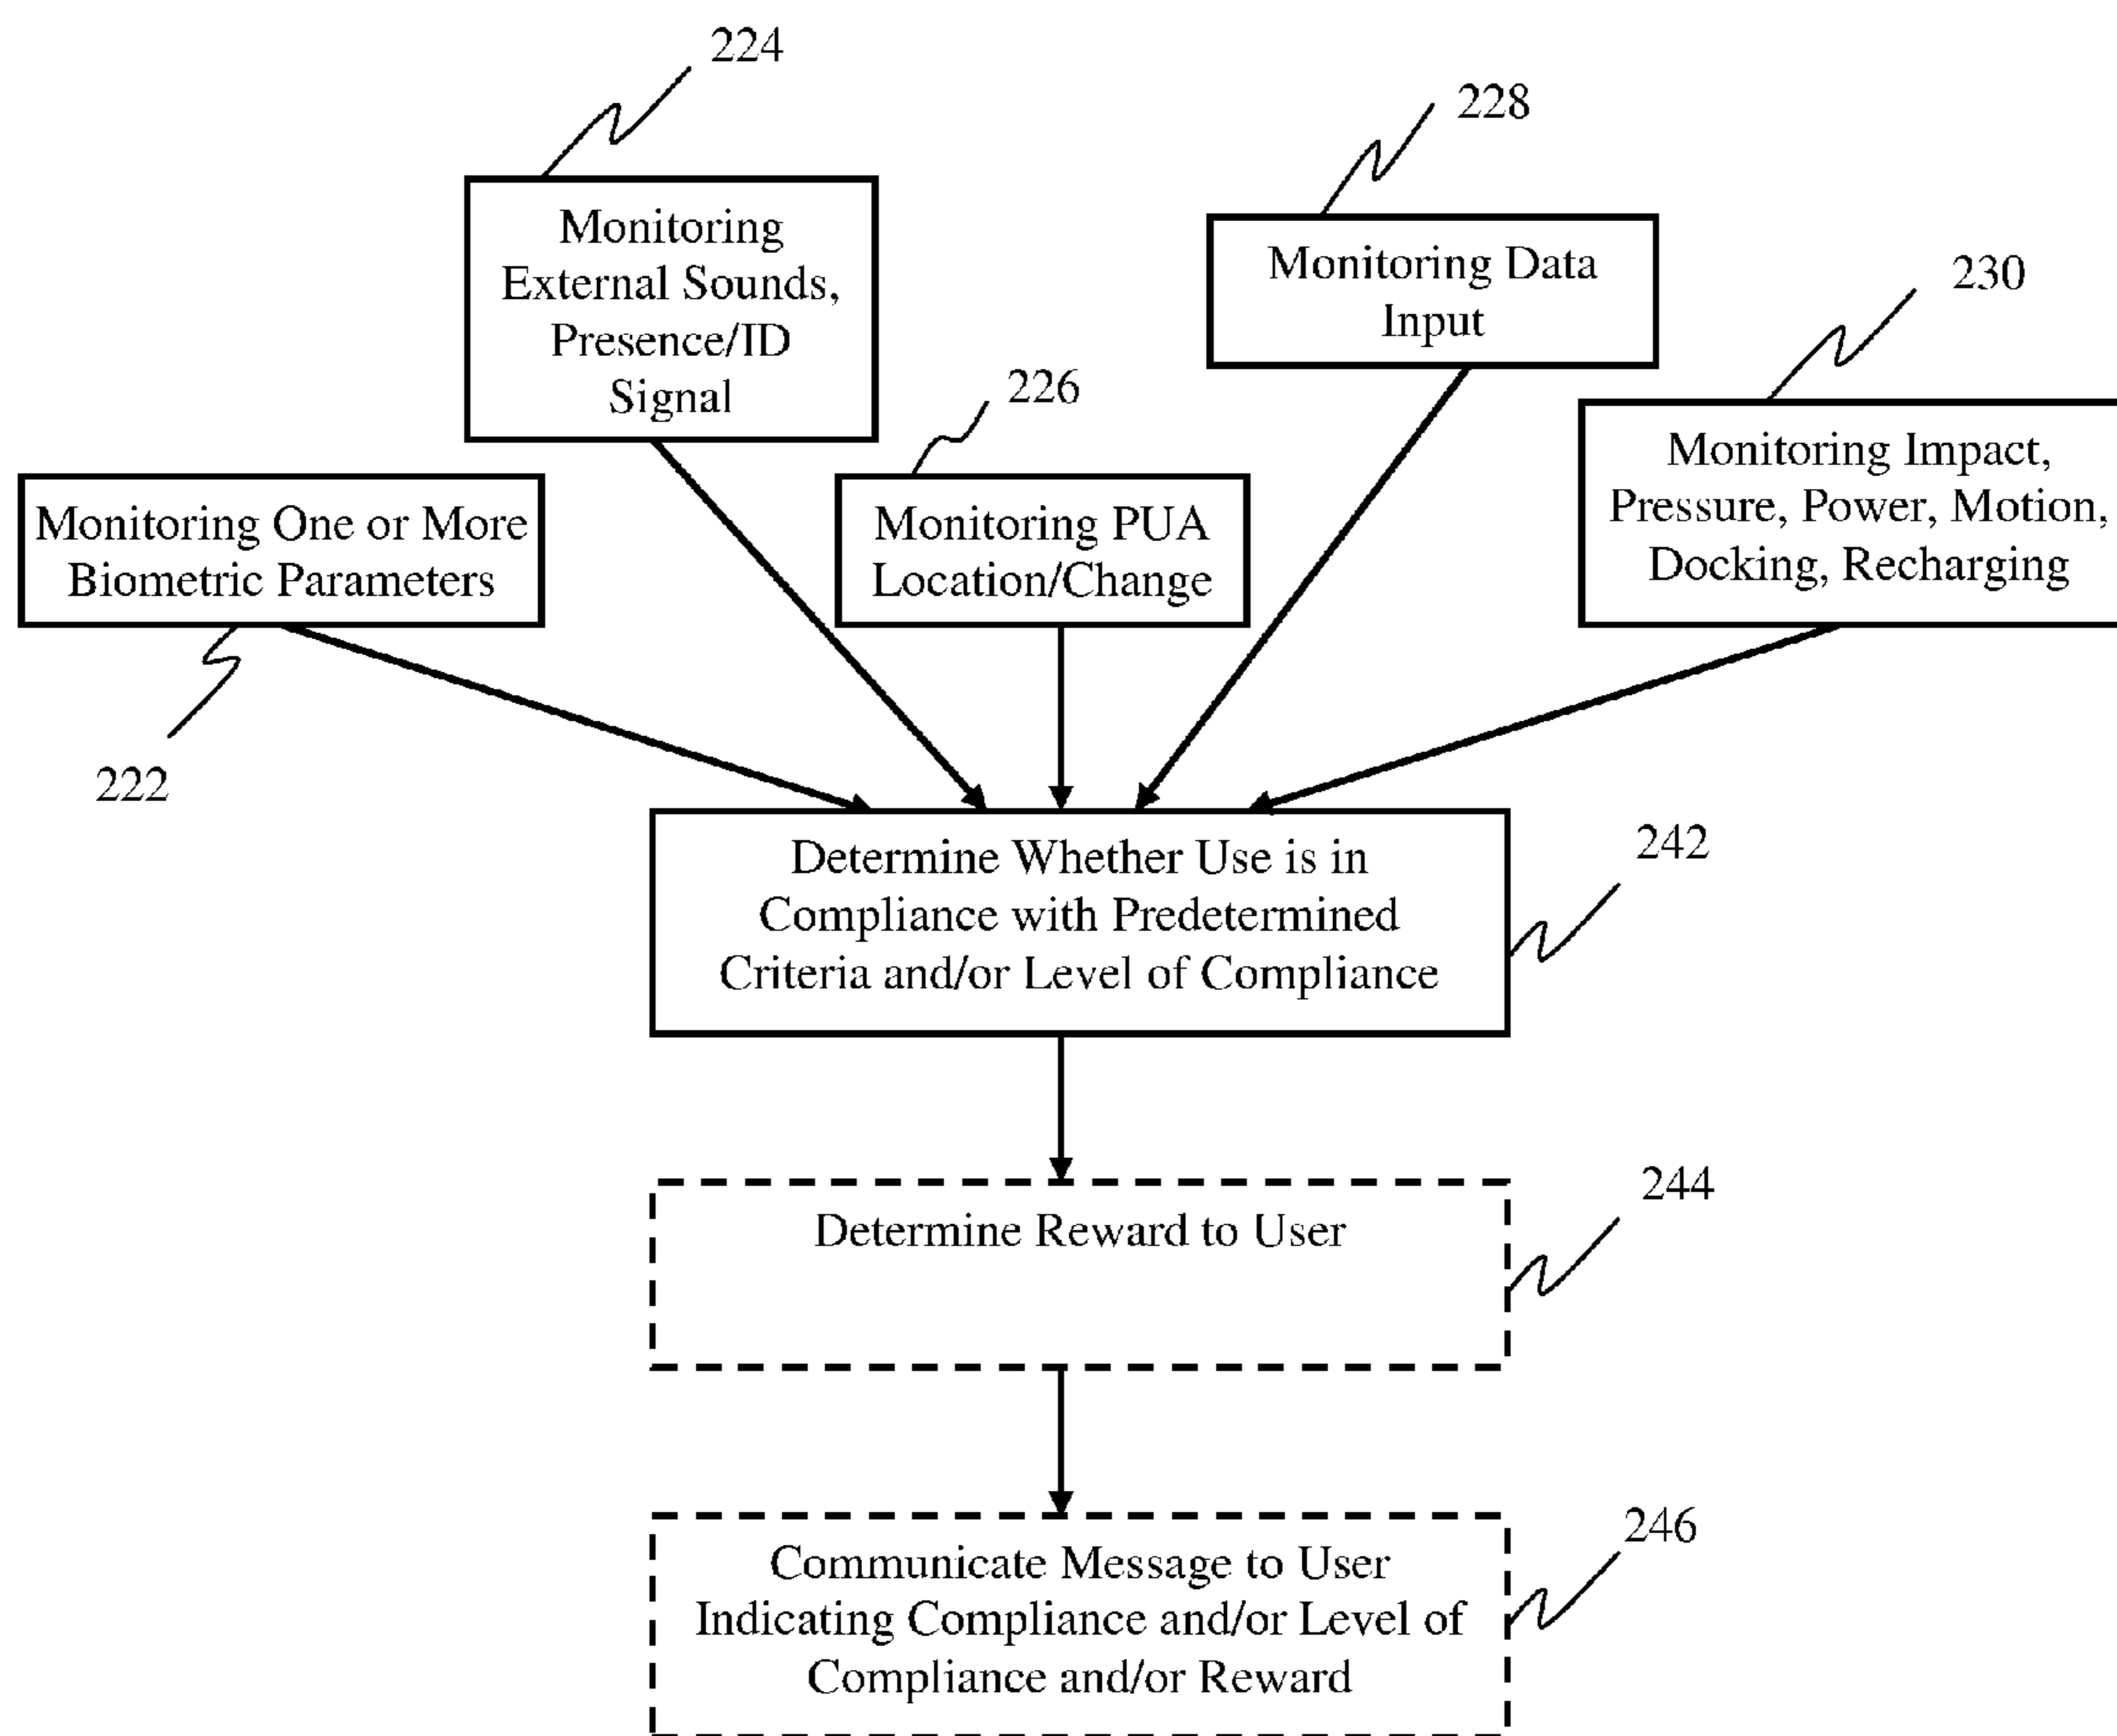 224
228
Monitoring
External Sounds,
Presence/ID
Signal
Monitoring Data
Input
230
226
Monitoring One or More
Biometric Parameters
Monitoring PUA
Location/Change
Monitoring Impact,
Pressure, Power, Motion,
Docking, Recharging
222
Determine Whether Use is in
Compliance with Predetermined
Criteria and/or Level of Compliance
242
Determine Reward to User
244
Communicate Message to User
Indicating Compliance and/or Level of
Compliance and/or Reward
246